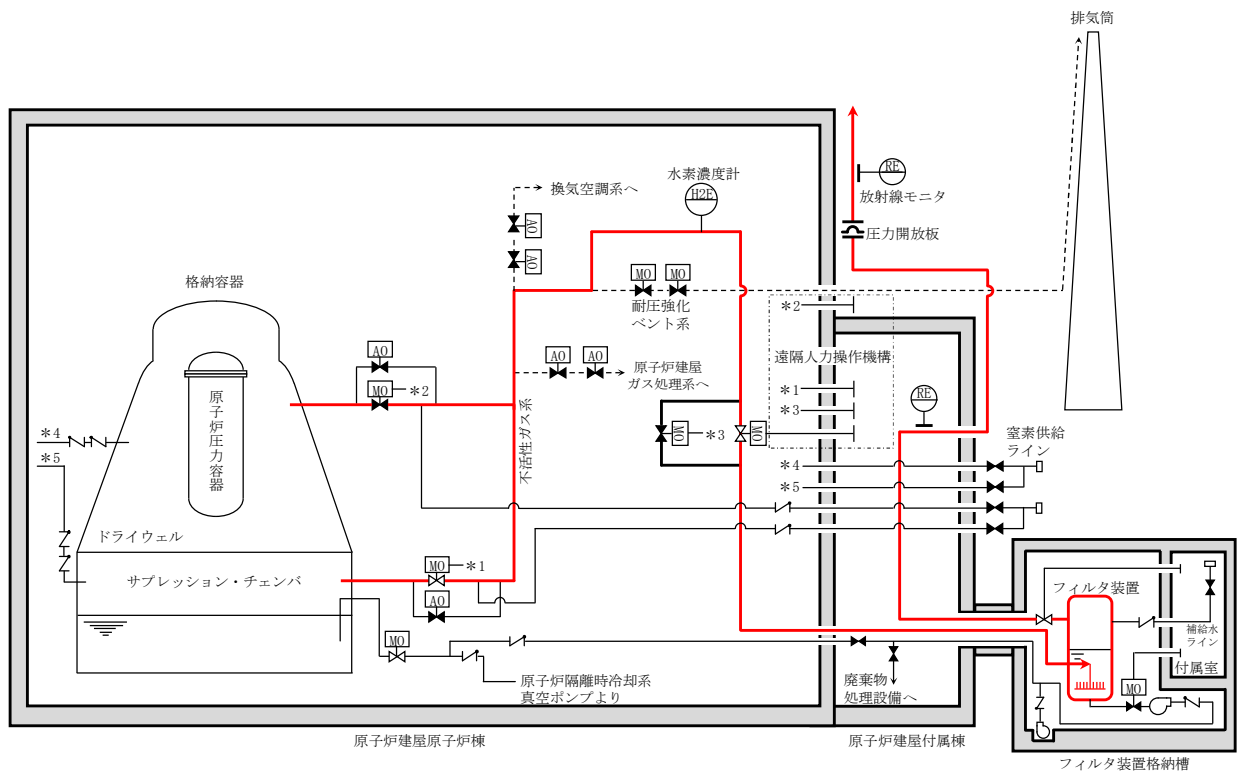 排気筒
水素濃度計
H2E
RE
放射線モニタ
換気空調系へ
AO
AO
圧力開放板
格納容器
MO
MO
耐圧強化
ベント系
*2
AO
MO
*2
AO
AO
原子炉建屋
ガス処理系へ
遠隔人力操作機構
*1
*3
RE
原子炉圧力容器
不活性ガス系
MO
*3
MO
*4
*5
*4
*5
窒素供給
ライン
ドライウェル
サプレッション・チェンバ
MO
*1
AO
MO
フィルタ装置
補給水
ライン
付属室
MO
原子炉隔離時冷却系
真空ポンプより
廃棄物
処理設備へ
原子炉建屋原子炉棟
原子炉建屋付属棟
フィルタ装置格納槽